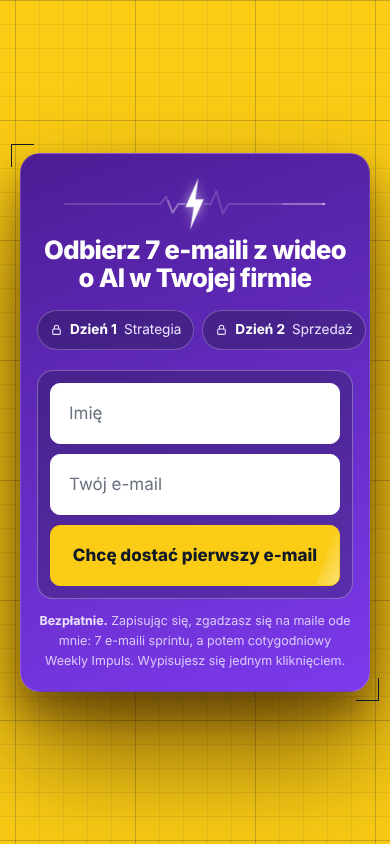 Odbierz 7 e-maili z wideo
o AI w Twojej firmie
Dzień 1 Strategia
Dzień 2 Sprzedaż
Imię
Twój e-mail
Chcę dostać pierwszy e-mail
Bezpłatnie. Zapisując się, zgadzasz się na maile ode
mnie: 7 e-maili sprintu, a potem cotygodniowy
Weekly Impuls. Wypisujesz się jednym kliknięciem.